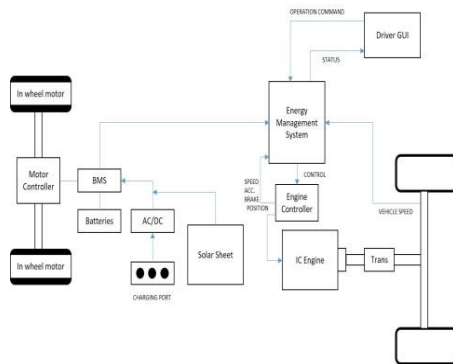 OPERATION COMMAND
Driver GUI
STATUS
In wheel motor
Energy
Management
System
Motor
Controller
BMS
SPEED
ACC.
BRAKE
POSITION
CONTROL
Engine
Controller
VEHICLE SPEED
Batteries
AC/DC
Solar Sheet
IC Engine
Trans
In wheel motor
CHARGING PORT